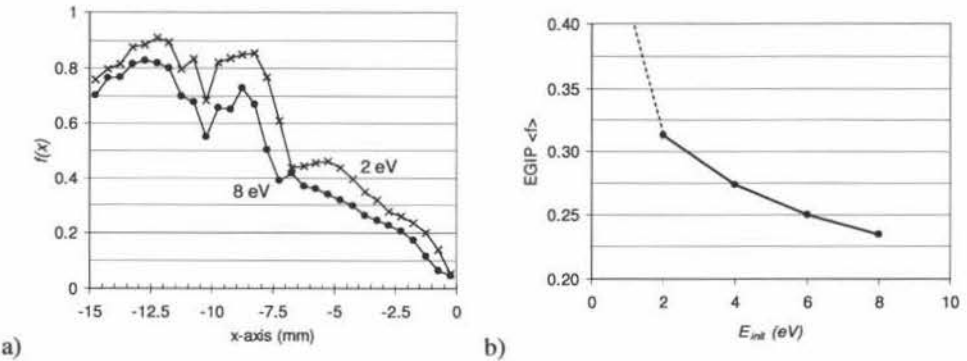 1
0.8
0.6
0.4
0.2
0
f(x)
2 eV
8 eV
-15 -12.5 -10 -7.5 -5 -2.5 0
x-axis (mm)
a)
0.40
0.35
0.30
0.25
0.20
EGIP <f>
0 2 4 6 8 10
E_init (eV)
b)